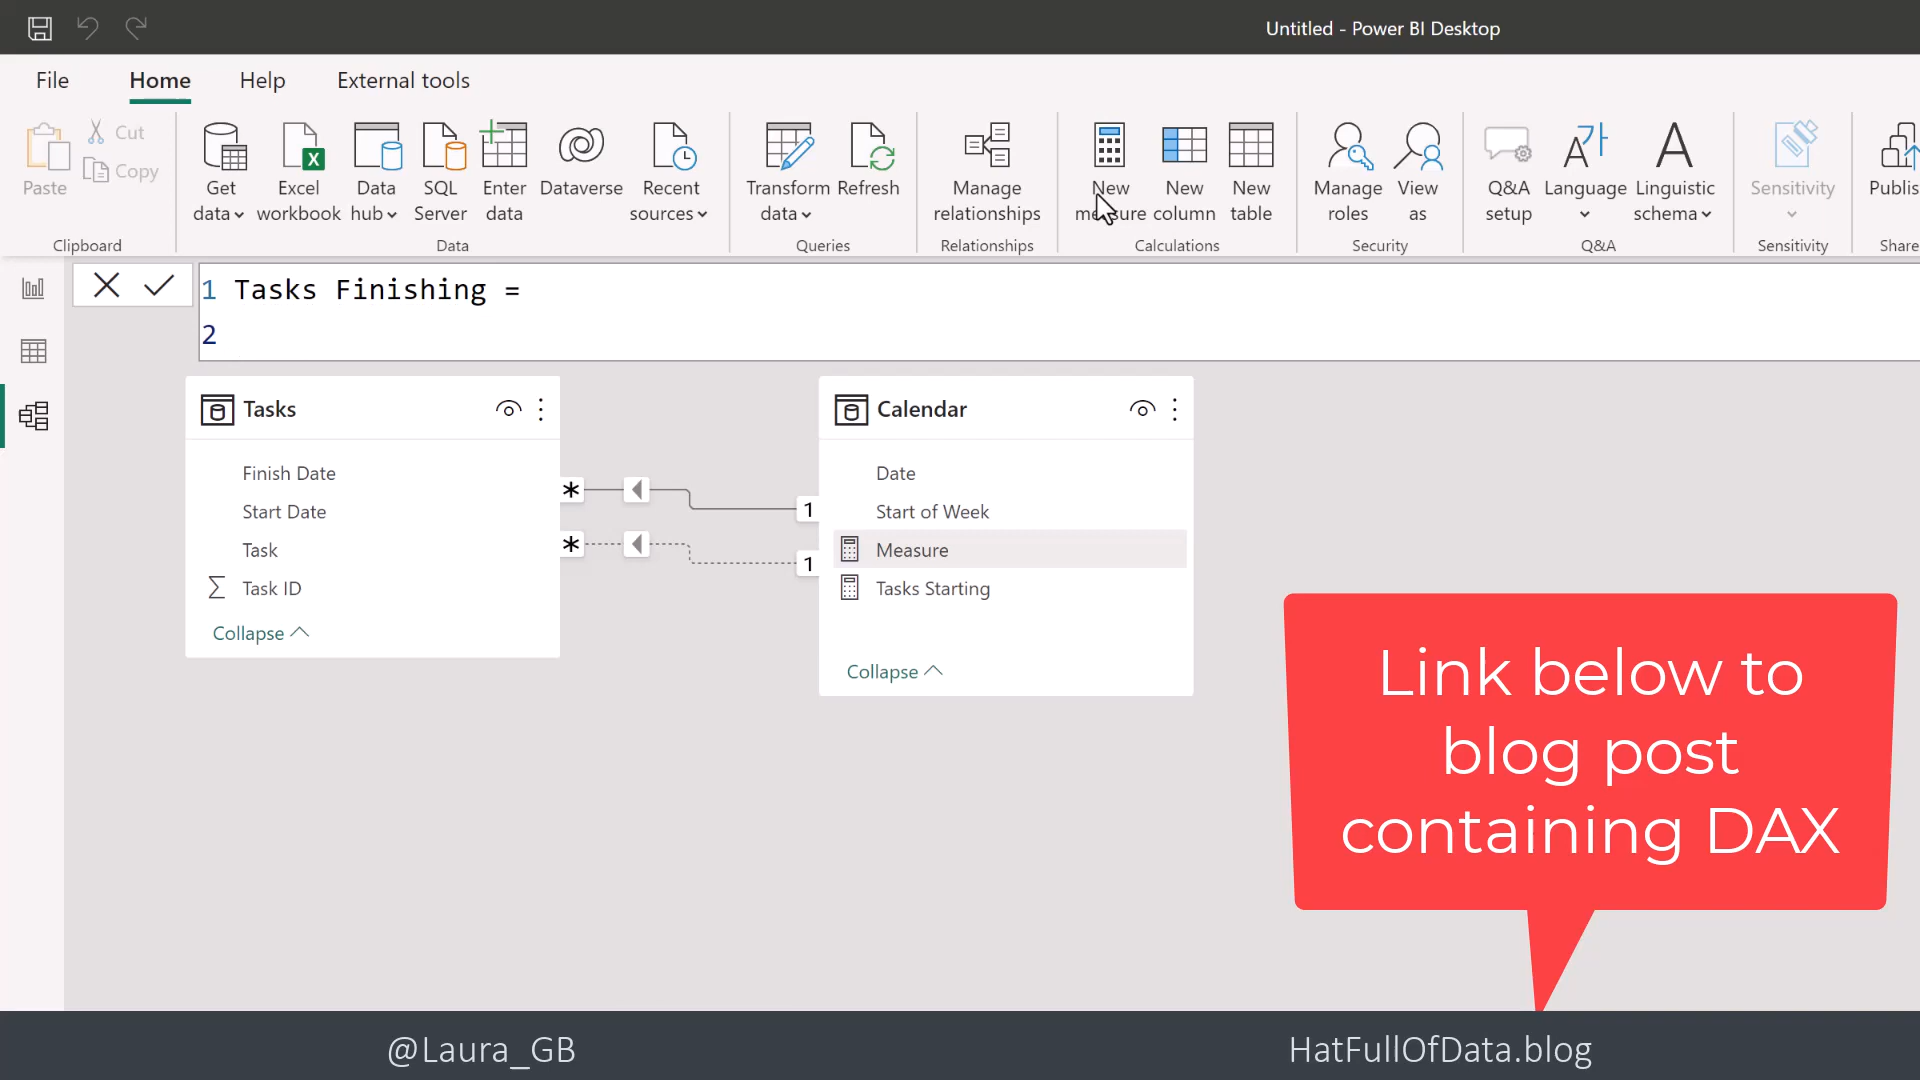 Untitled - Power BI Desktop
File Home Help External tools
Paste
Cut
Copy
Clipboard
Get data
Excel workbook
Data hub
SQL Server
Enter data
Dataverse
Recent sources
Data
Transform data
Refresh
Queries
Manage relationships
Relationships
New measure
New column
New table
Calculations
Manage roles
View as
Security
Q&A setup
Language
Linguistic schema
Q&A
Sensitivity
Sensitivity
Publis
Share
1 Tasks Finishing =
2
Tasks
Finish Date
Start Date
Task
Task ID
Collapse
* 1
* 1
Calendar
Date
Start of Week
Measure
Tasks Starting
Collapse
Link below to
blog post
containing DAX
@Laura_GB
HatFullOfData.blog